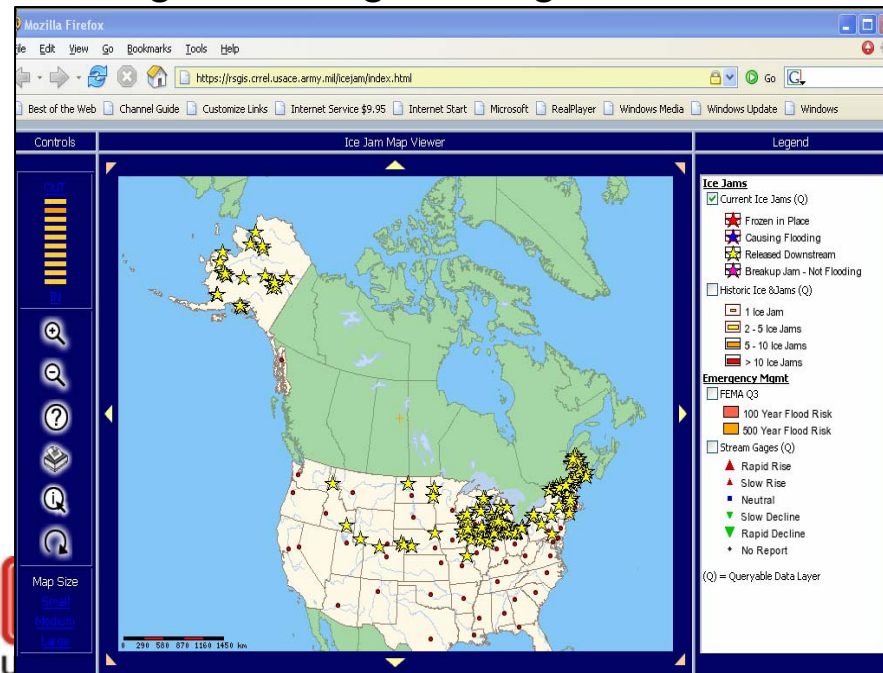 Mozilla Firefox
File Edit View Go Bookmarks Tools Help
https://rsgis.crrel.usace.army.mil/icejam/index.html
Go
G
Best of the Web Channel Guide Customize Links Internet Service $9.95 Internet Start Microsoft RealPlayer Windows Media Windows Update Windows
Controls
Ice Jam Map Viewer
Legend
OUT
IN
Map Size
Small
Medium
Large
0 290 580 870 1160 1450 km
Ice Jams
Current Ice Jams (Q)
Frozen in Place
Causing Flooding
Released Downstream
Breakup Jam - Not Flooding
Historic Ice &Jams (Q)
1 Ice Jam
2 - 5 Ice Jams
5 - 10 Ice Jams
> 10 Ice Jams
Emergency Mgmt
FEMA Q3
100 Year Flood Risk
500 Year Flood Risk
Stream Gages (Q)
Rapid Rise
Slow Rise
Neutral
Slow Decline
Rapid Decline
No Report
(Q) = Queryable Data Layer